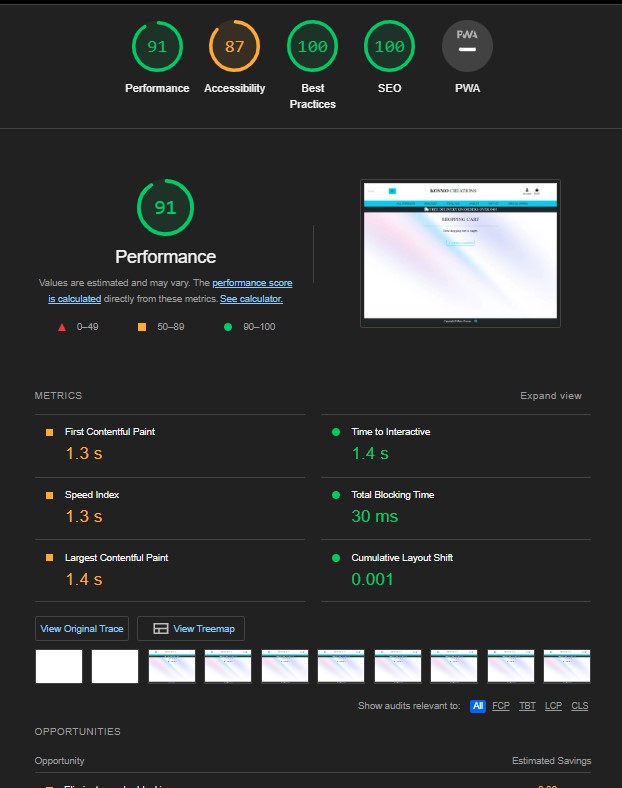 91
87
100
100
PWA
Performance
Accessibility
Best
Practices
SEO
PWA
91
Performance
Values are estimated and may vary. The performance score
is calculated directly from these metrics. See calculator.
0–49
50–89
90–100
KOSMO CREATIONS
SHOPPING CART
METRICS
Expand view
First Contentful Paint
1.3 s
Time to Interactive
1.4 s
Speed Index
1.3 s
Total Blocking Time
30 ms
Largest Contentful Paint
1.4 s
Cumulative Layout Shift
0.001
View Original Trace
View Treemap
Show audits relevant to: All FCP TBT LCP CLS
OPPORTUNITIES
Opportunity
Estimated Savings